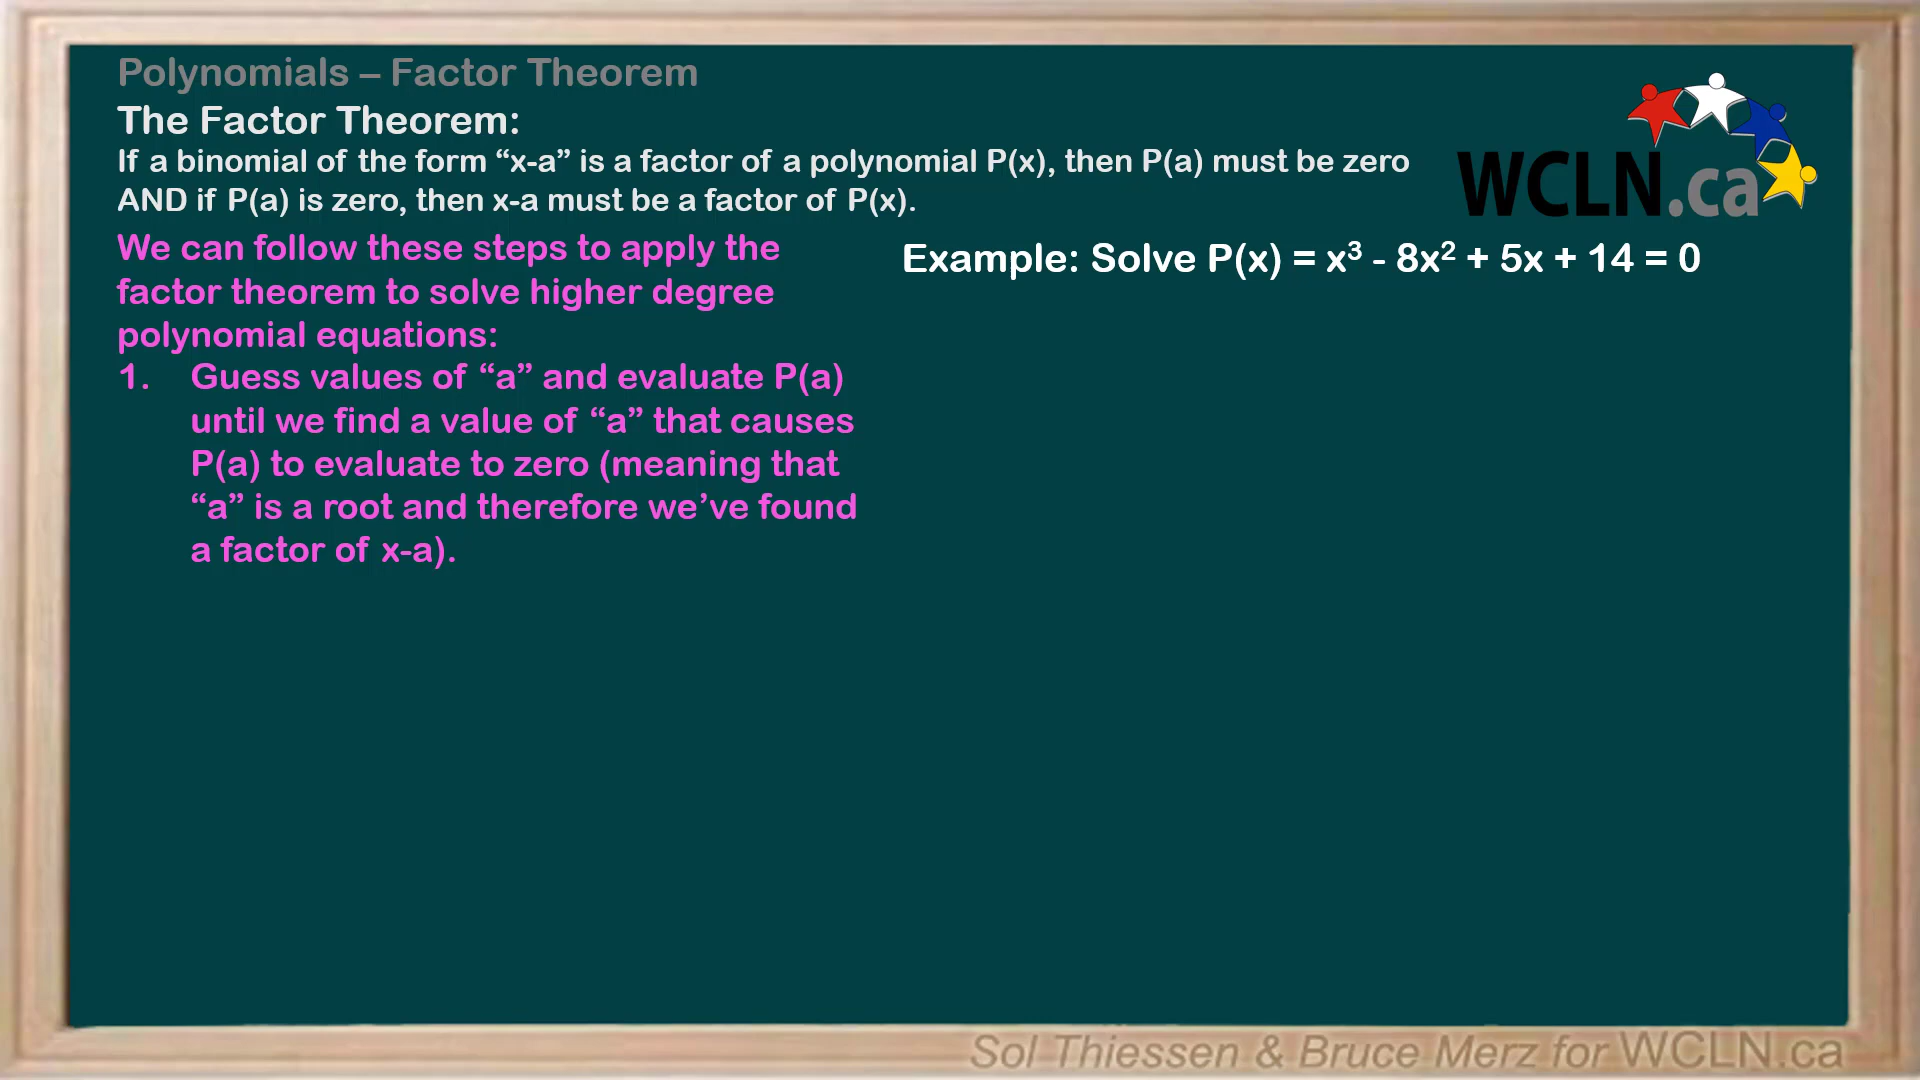 Polynomials – Factor Theorem
The Factor Theorem:
If a binomial of the form “x-a” is a factor of a polynomial P(x), then P(a) must be zero
AND if P(a) is zero, then x-a must be a factor of P(x).
WCLN.ca
We can follow these steps to apply the
factor theorem to solve higher degree
polynomial equations:
1. Guess values of “a” and evaluate P(a)
until we find a value of “a” that causes
P(a) to evaluate to zero (meaning that
“a” is a root and therefore we’ve found
a factor of x-a).
Example: Solve P(x) = x³ - 8x² + 5x + 14 = 0
Sol Thiessen & Bruce Merz for WCLN.ca